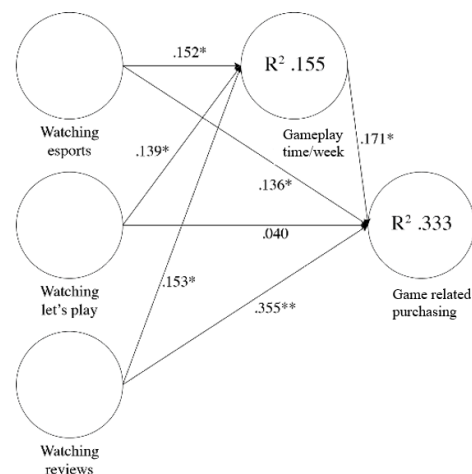 .152*
R² .155
Watching
esports
Gameplay
time/week
.139*
.171*
.136*
.040
R² .333
Watching
let's play
.153*
.355**
Game related
purchasing
Watching
reviews